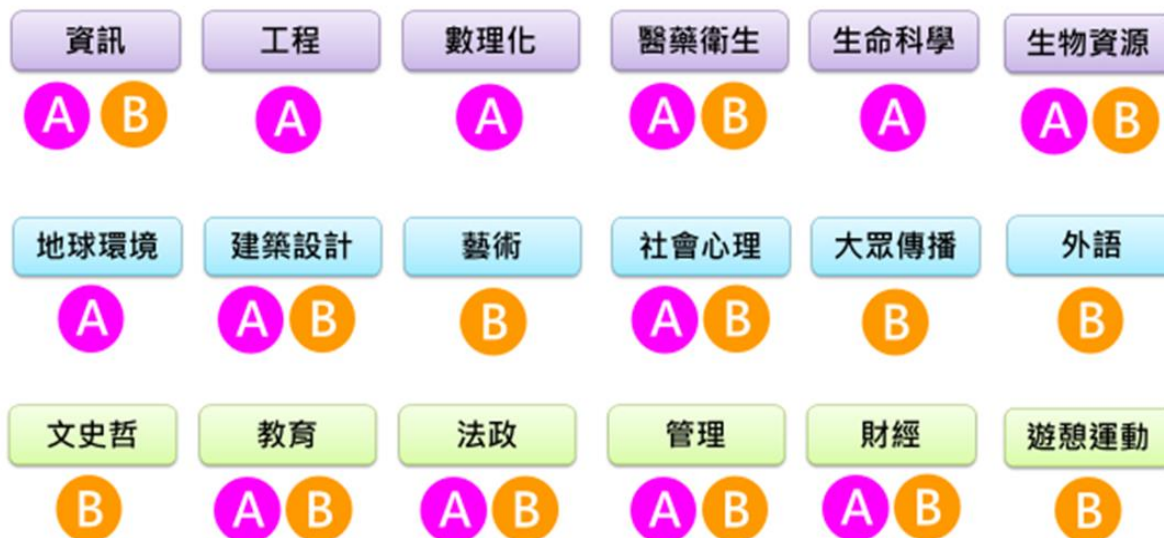 資訊 工程 數理化 醫藥衛生 生命科學 生物資源
A B A A A B A A B
地球環境 建築設計 藝術 社會心理 大眾傳播 外語
A A B B A B B B
文史哲 教育 法政 管理 財經 遊憩運動
B A B A B A B A B B